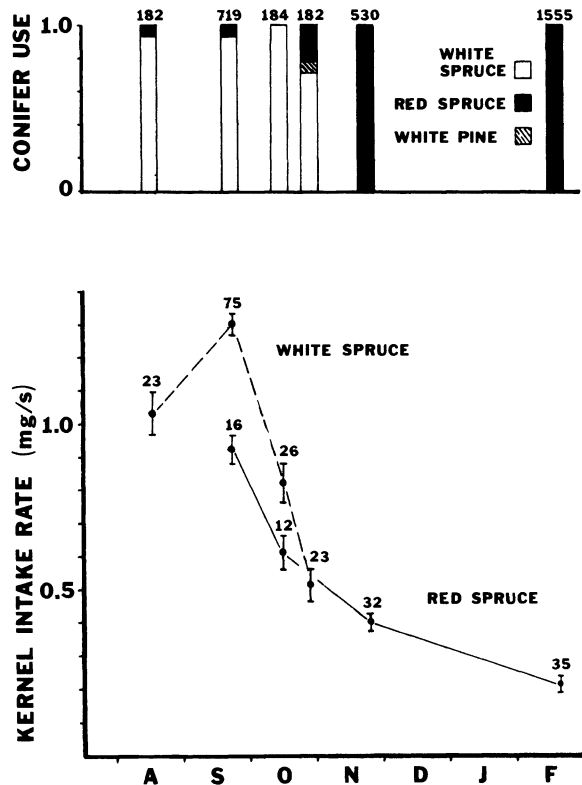 182 719 184 182 530 1555
1.0
0
CONIFER USE
WHITE
SPRUCE
RED SPRUCE
WHITE PINE
KERNEL INTAKE RATE (mg/s)
1.0
0.5
75
WHITE SPRUCE
23
16
26
12
23
32
RED SPRUCE
35
A S O N D J F